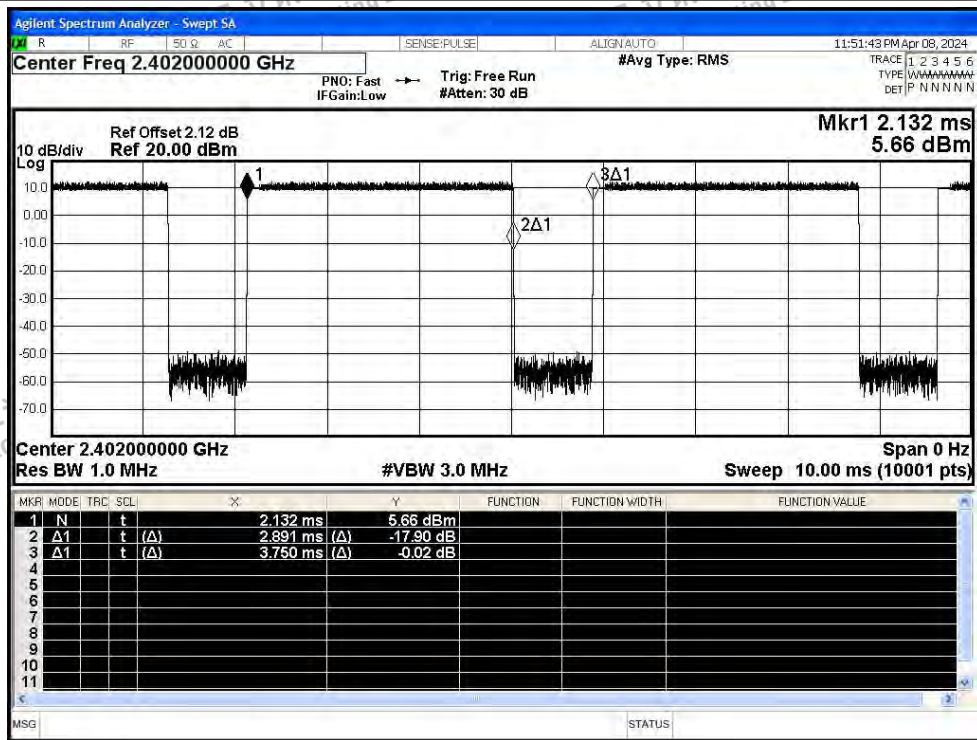 Agilent Spectrum Analyzer - Swept SA
R RF 50 Ω AC SENSE:PULSE ALIGN AUTO 11:51:43 PM Apr 08, 2024
Center Freq 2.402000000 GHz #Avg Type: RMS TRACE 1 2 3 4 5 6
PNO: Fast Trig: Free Run TYPE WWWWWW
IFGain:Low #Atten: 30 dB DET P N N N N N
Mkr1 2.132 ms
Ref Offset 2.12 dB
10 dB/div Ref 20.00 dBm 5.66 dBm
Log
1 3Δ1
10.0
0.00
2Δ1
-10.0
-20.0
-30.0
-40.0
-50.0
-60.0
-70.0
Center 2.402000000 GHz Span 0 Hz
Res BW 1.0 MHz #VBW 3.0 MHz Sweep 10.00 ms (10001 pts)
MKR MODE TRC SCL X Y FUNCTION FUNCTION WIDTH FUNCTION VALUE
1 N t 2.132 ms 5.66 dBm
2 Δ1 t (Δ) 2.891 ms (Δ) -17.90 dB
3 Δ1 t (Δ) 3.750 ms (Δ) -0.02 dB
4
5
6
7
8
9
10
11
MSG STATUS